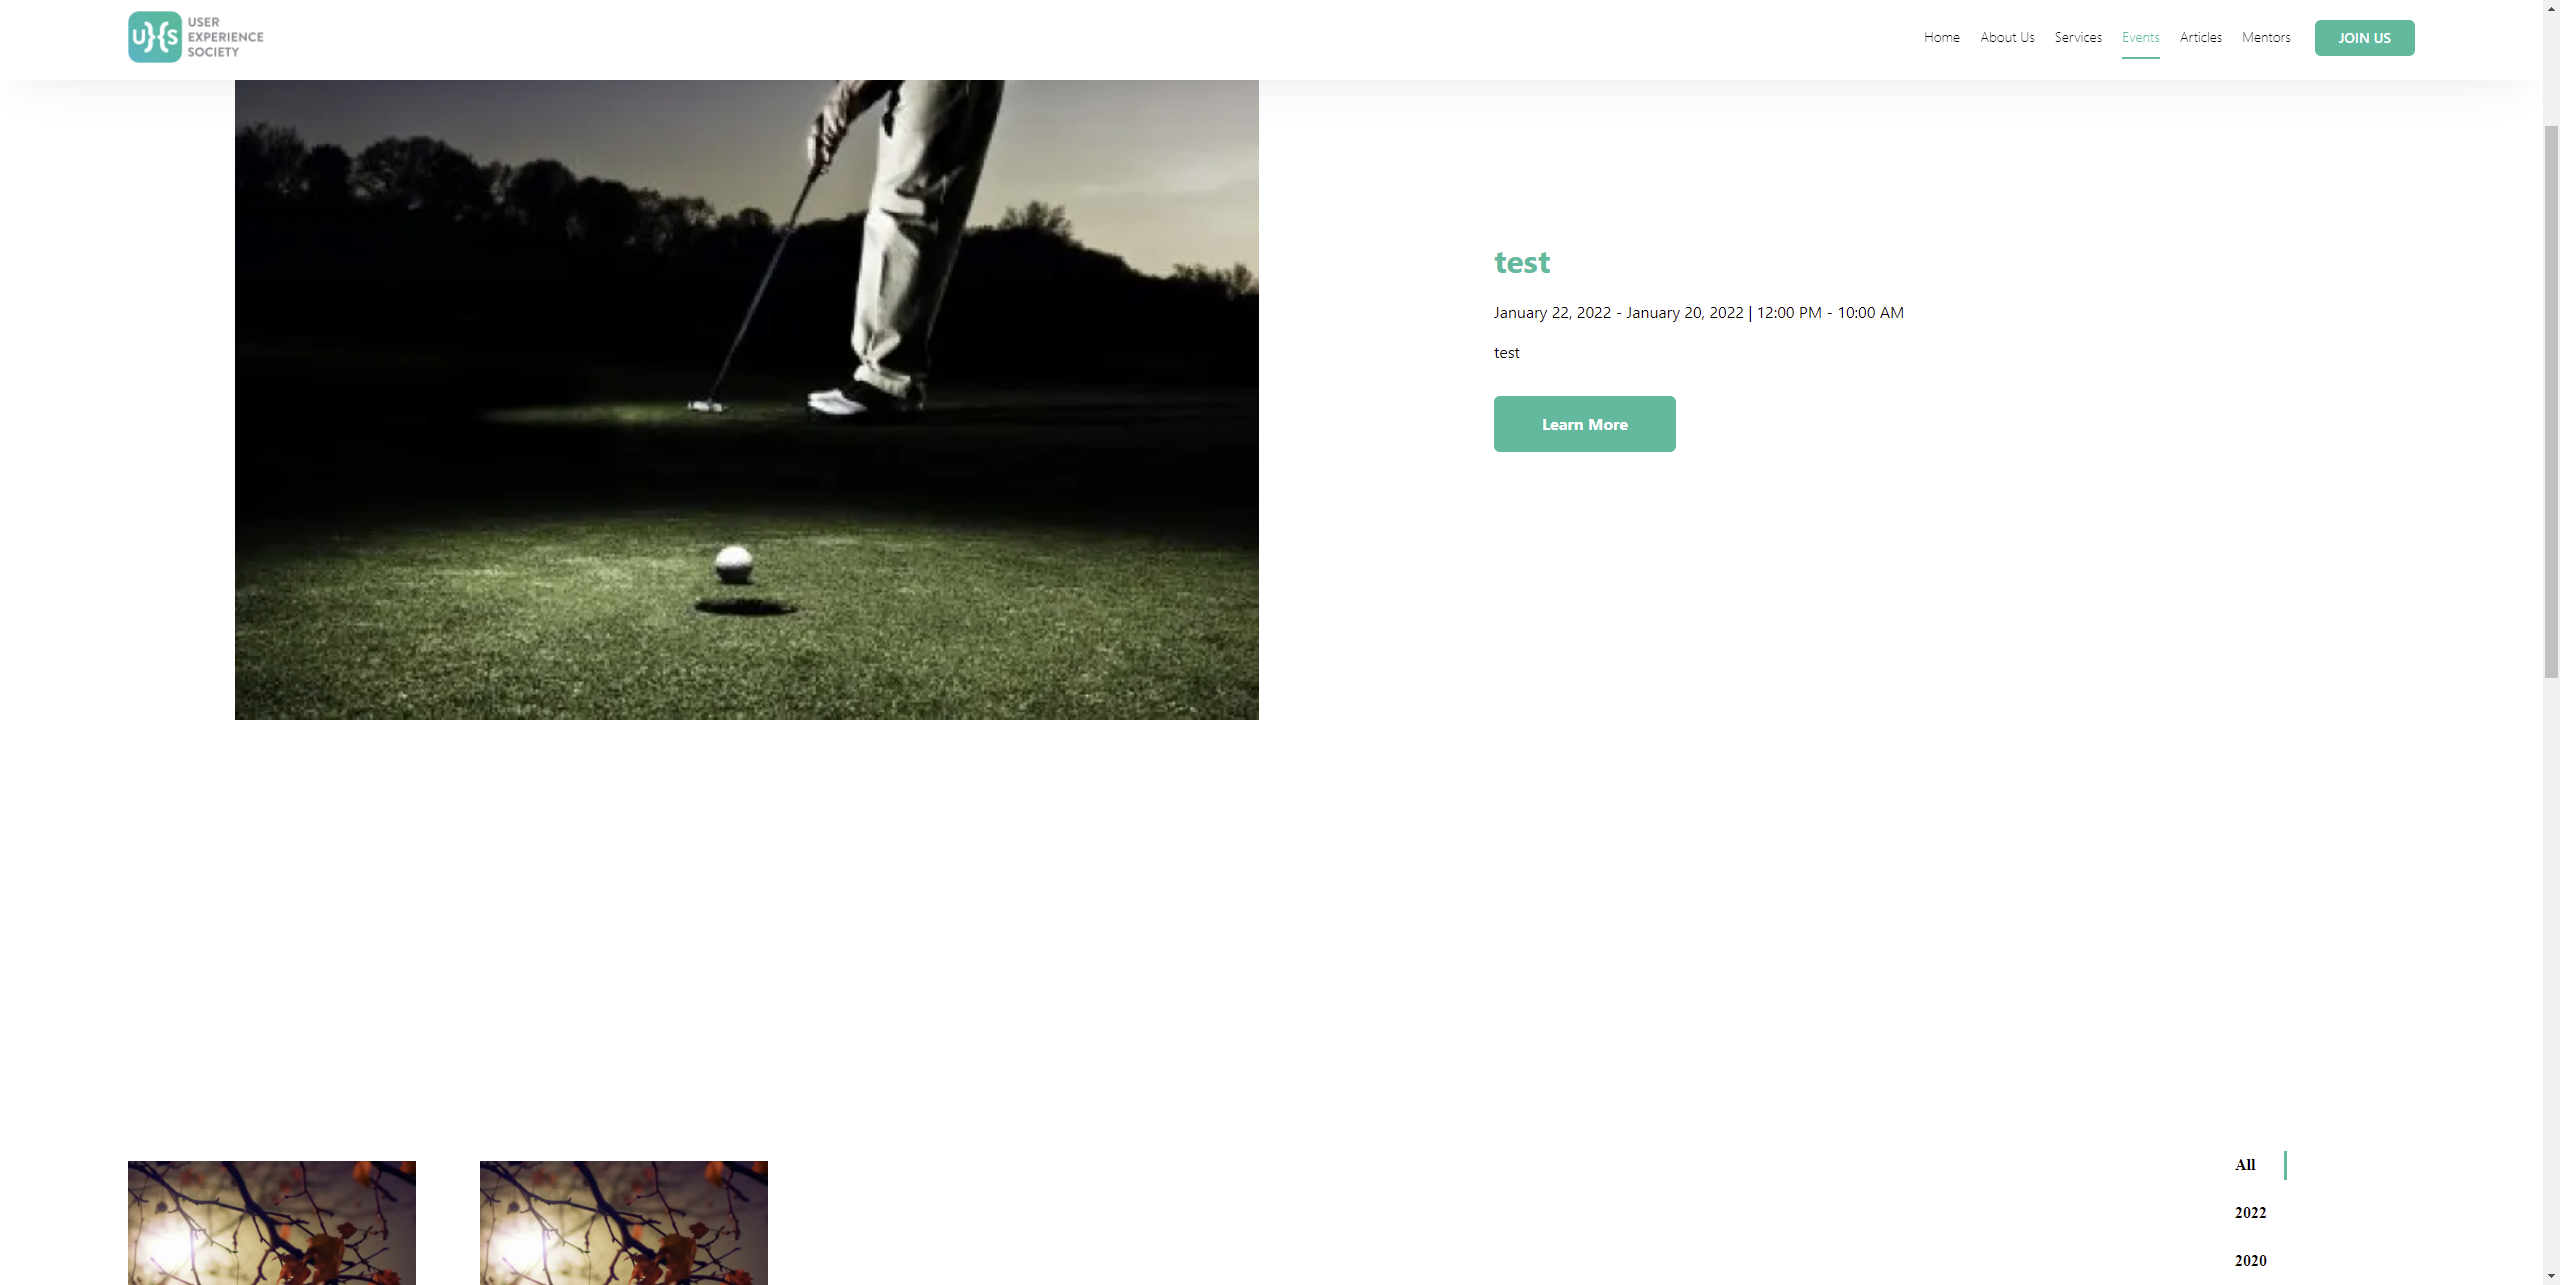 UXS
USER
EXPERIENCE
SOCIETY
Home About Us Services Events Articles Mentors JOIN US
test
January 22, 2022 - January 20, 2022 | 12:00 PM - 10:00 AM
test
Learn More
All
2022
2020